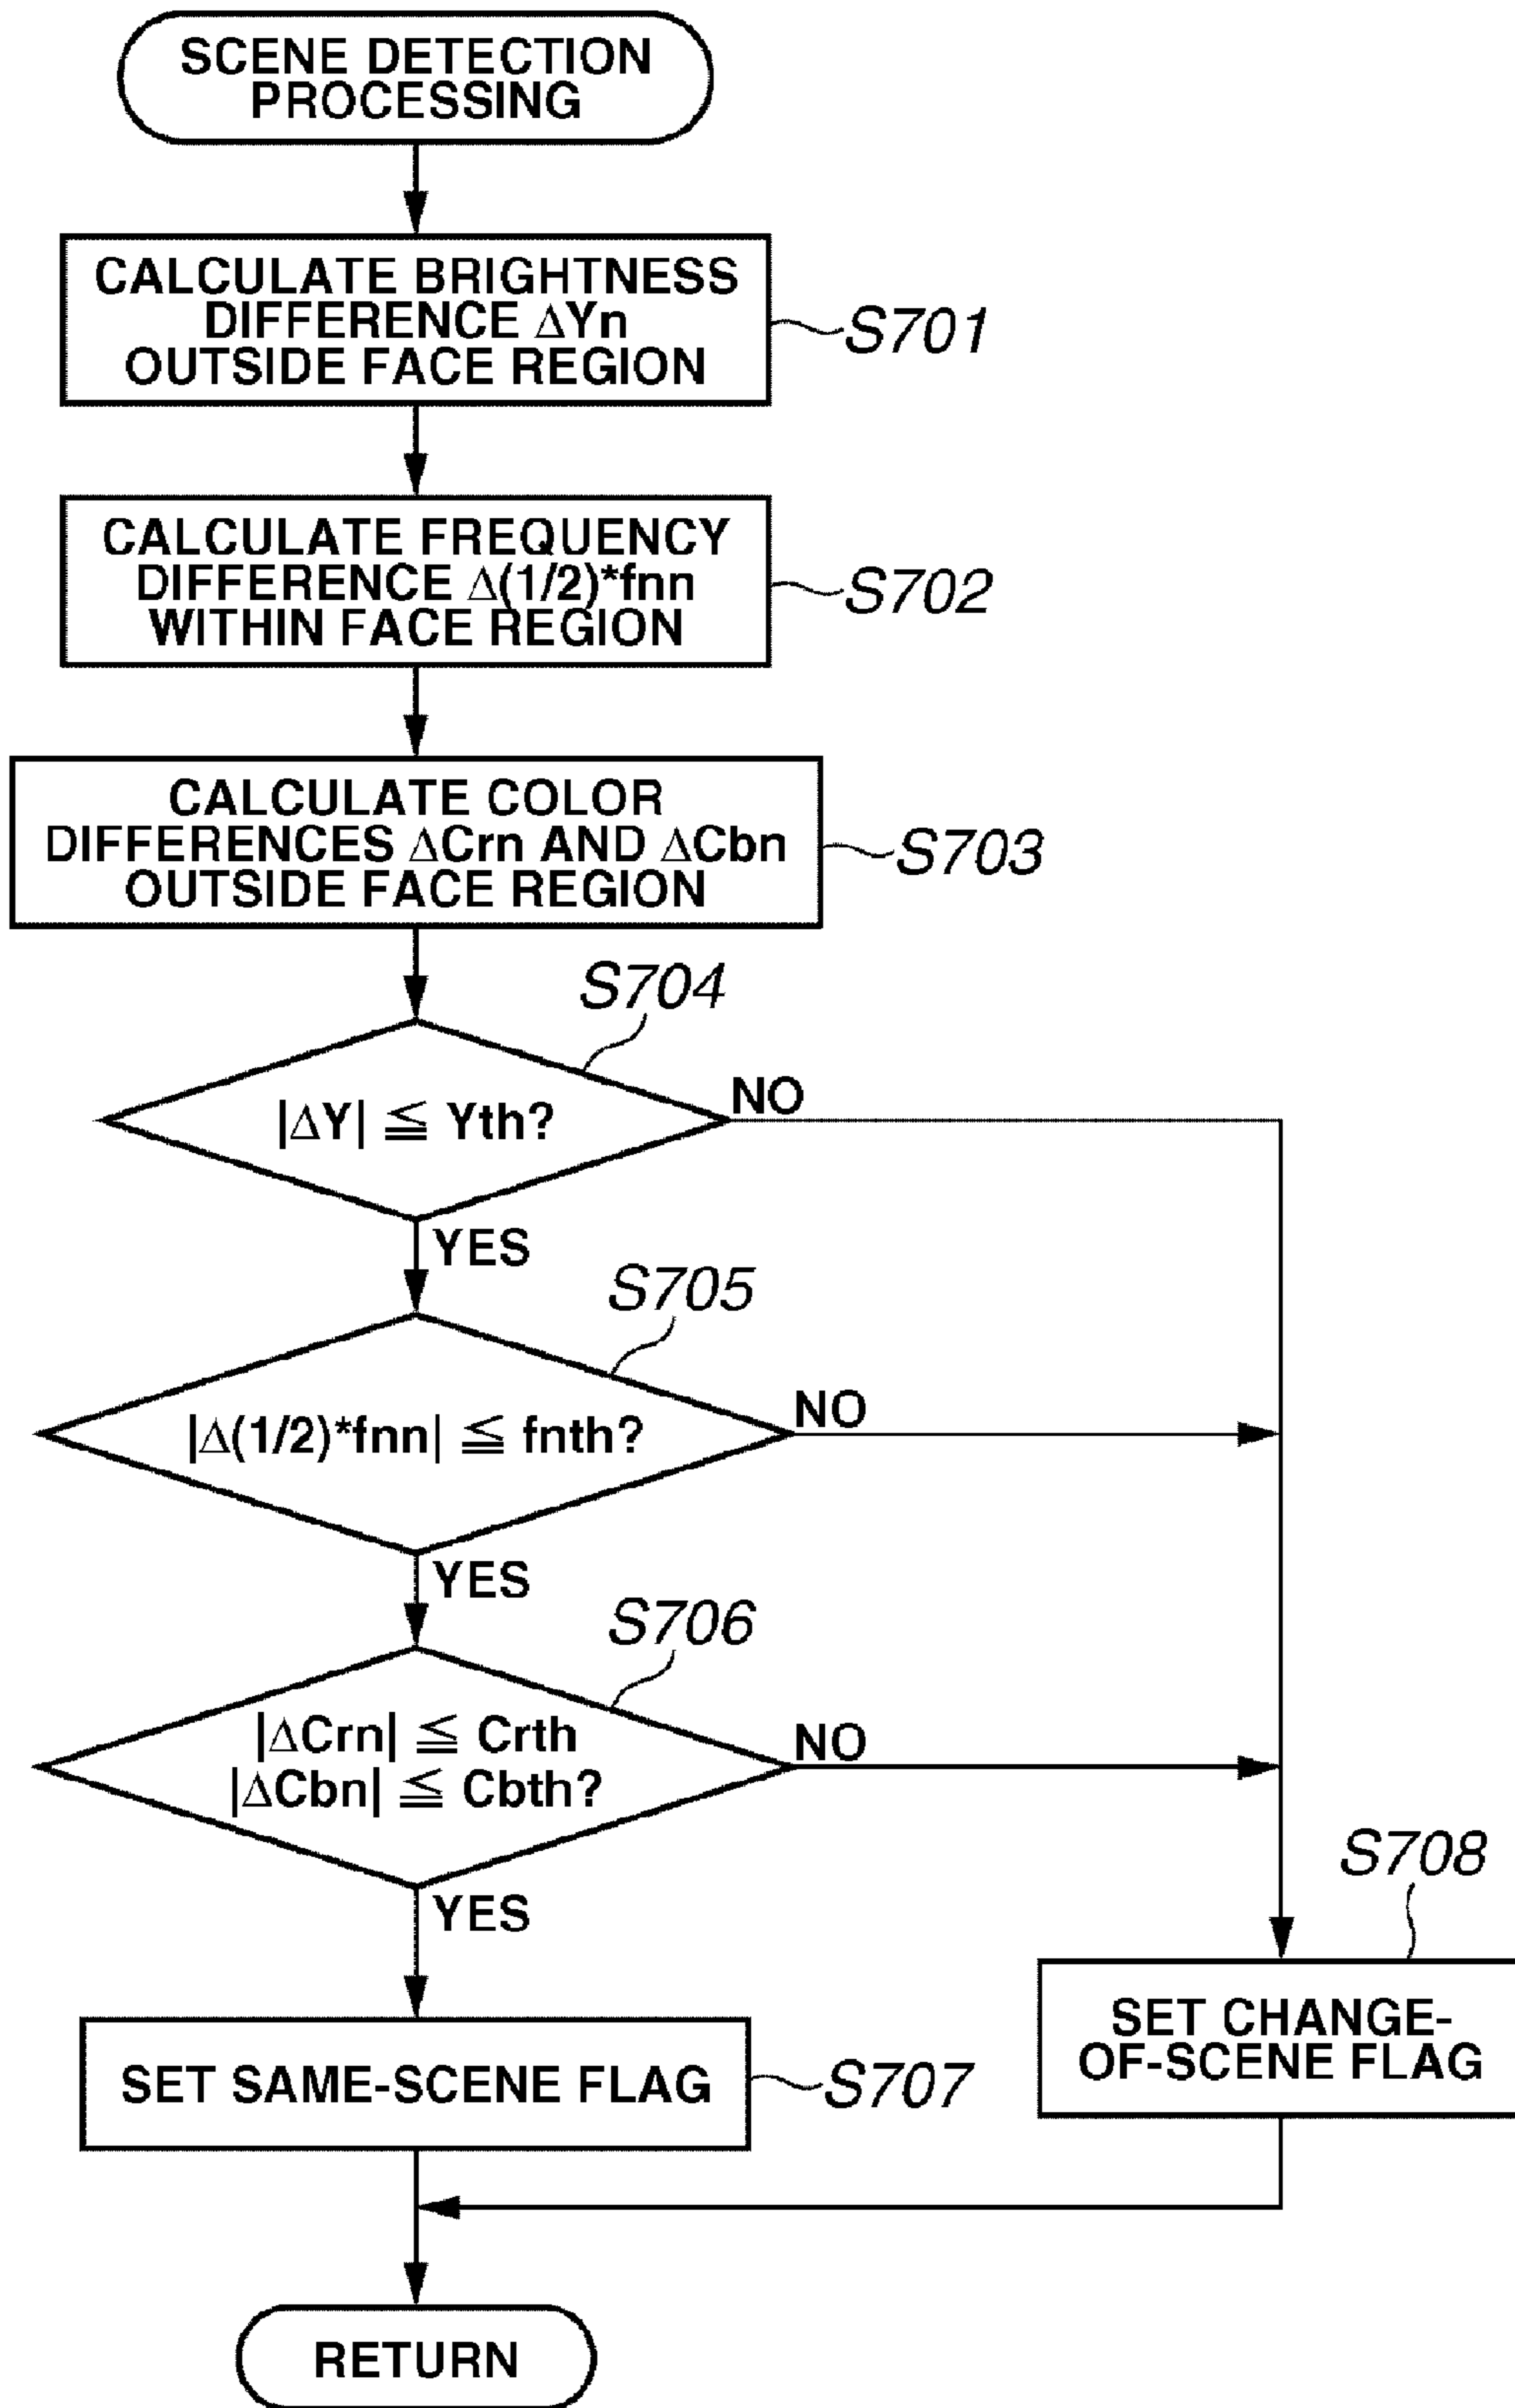 SCENE DETECTION
PROCESSING
CALCULATE BRIGHTNESS
DIFFERENCE ΔYn
OUTSIDE FACE REGION
S701
CALCULATE FREQUENCY
DIFFERENCE Δ(1/2)*fnn
WITHIN FACE REGION
S702
CALCULATE COLOR
DIFFERENCES ΔCrn AND ΔCbn
OUTSIDE FACE REGION
S703
S704
|ΔY| ≦ Yth?
NO
YES
S705
|Δ(1/2)*fnn| ≦ fnth?
NO
YES
S706
|ΔCrn| ≦ Crth
|ΔCbn| ≦ Cbth?
NO
YES
SET SAME-SCENE FLAG
S707
S708
SET CHANGE-
OF-SCENE FLAG
RETURN